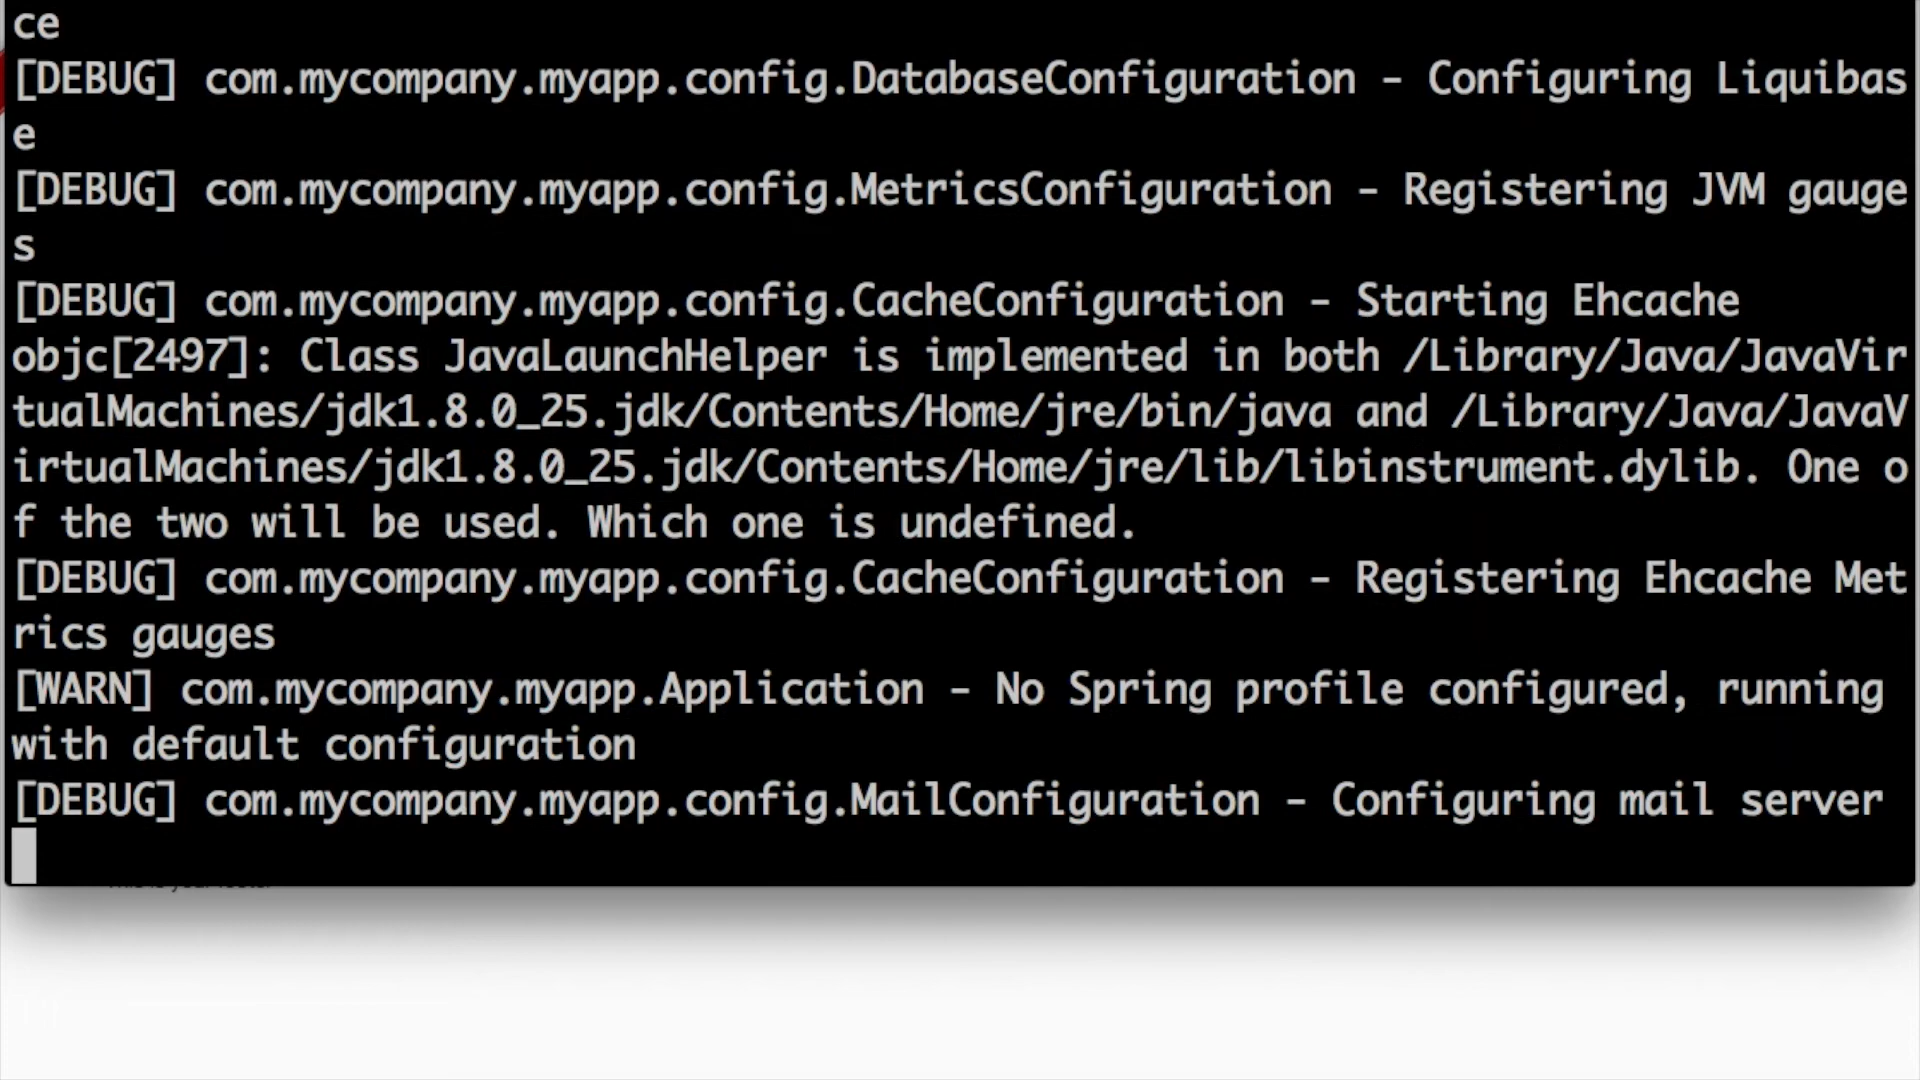 ce
[DEBUG] com.mycompany.myapp.config.DatabaseConfiguration - Configuring Liquibas
e
[DEBUG] com.mycompany.myapp.config.MetricsConfiguration - Registering JVM gauge
s
[DEBUG] com.mycompany.myapp.config.CacheConfiguration - Starting Ehcache
objc[2497]: Class JavaLaunchHelper is implemented in both /Library/Java/JavaVir
tualMachines/jdk1.8.0_25.jdk/Contents/Home/jre/bin/java and /Library/Java/JavaV
irtualMachines/jdk1.8.0_25.jdk/Contents/Home/jre/lib/libinstrument.dylib. One o
f the two will be used. Which one is undefined.
[DEBUG] com.mycompany.myapp.config.CacheConfiguration - Registering Ehcache Met
rics gauges
[WARN] com.mycompany.myapp.Application - No Spring profile configured, running
with default configuration
[DEBUG] com.mycompany.myapp.config.MailConfiguration - Configuring mail server